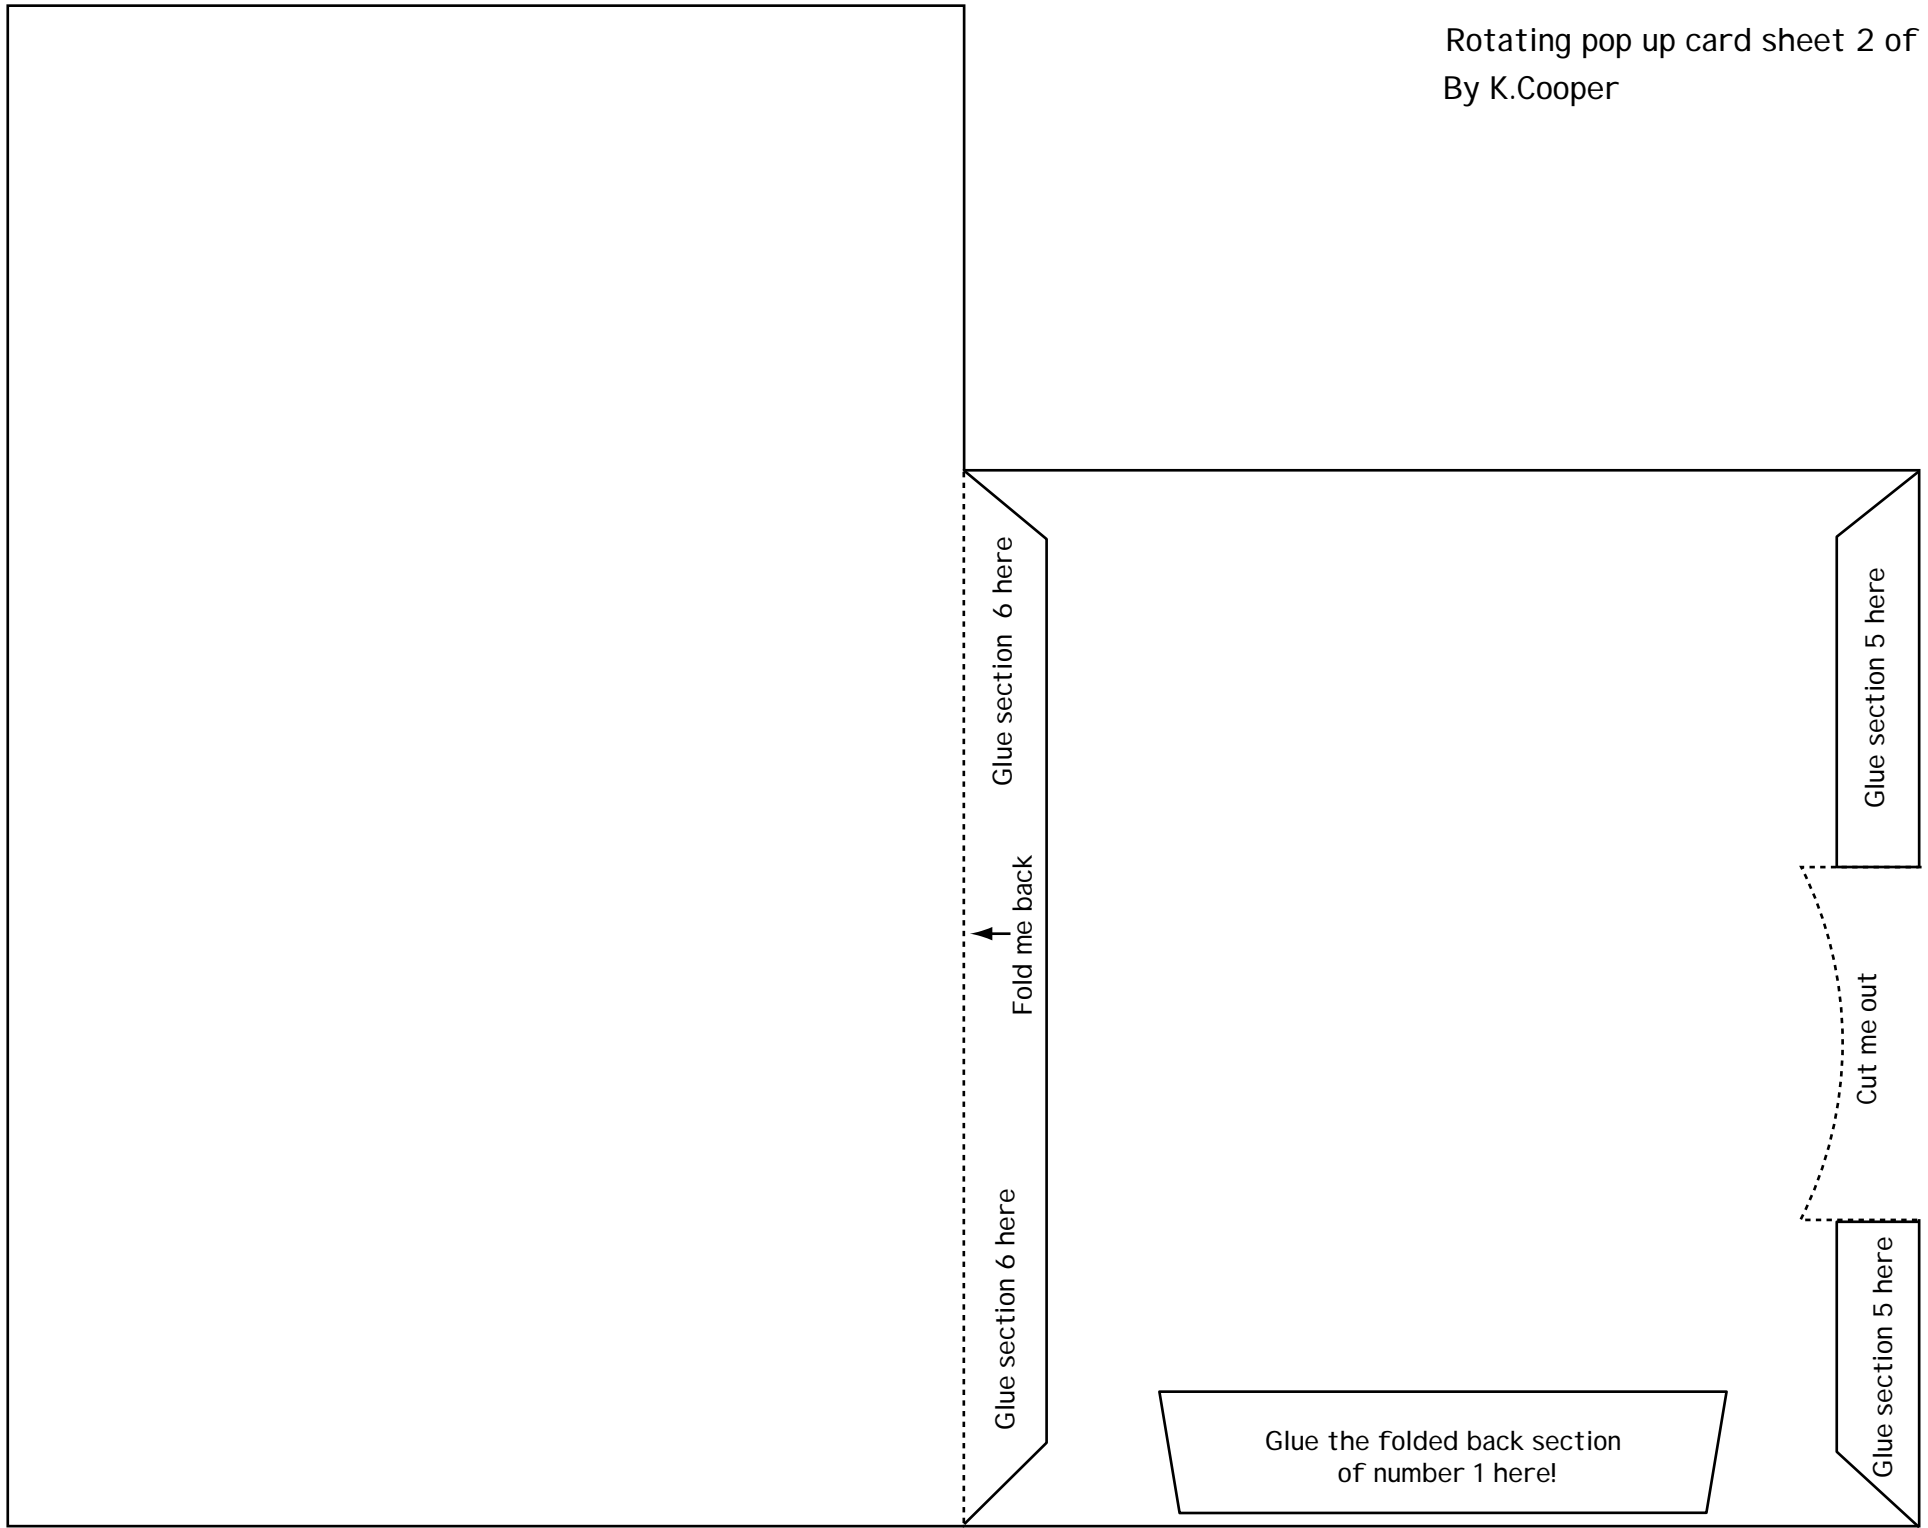 Rotating pop up card sheet 2 of
By K.Cooper
Glue section 6 here
Glue section 5 here
Fold me back
Cut me out
Glue section 6 here
Glue section 5 here
Glue the folded back section
of number 1 here!